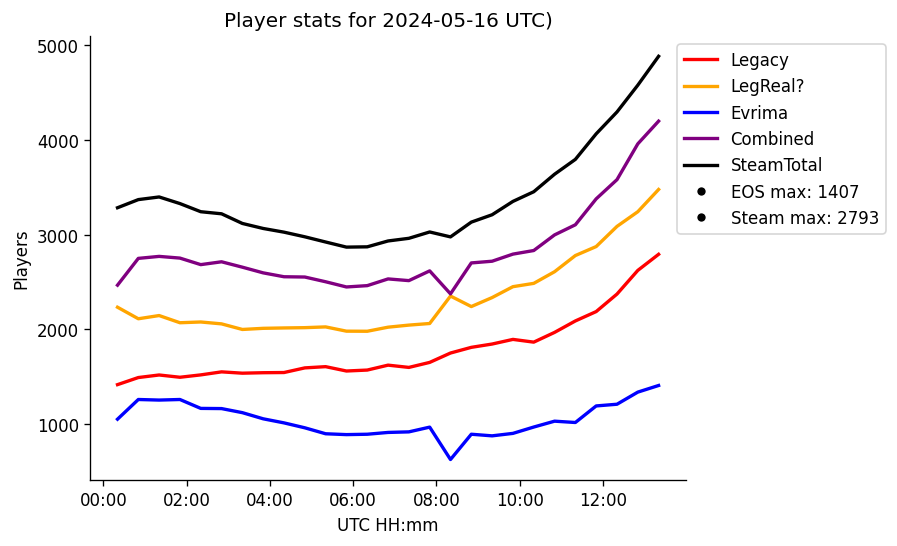 Player stats for 2024-05-16 UTC)
5000
4000
3000
2000
1000
Players
00:00 02:00 04:00 06:00 08:00 10:00 12:00
UTC HH:mm
Legacy
LegReal?
Evrima
Combined
SteamTotal
EOS max: 1407
Steam max: 2793